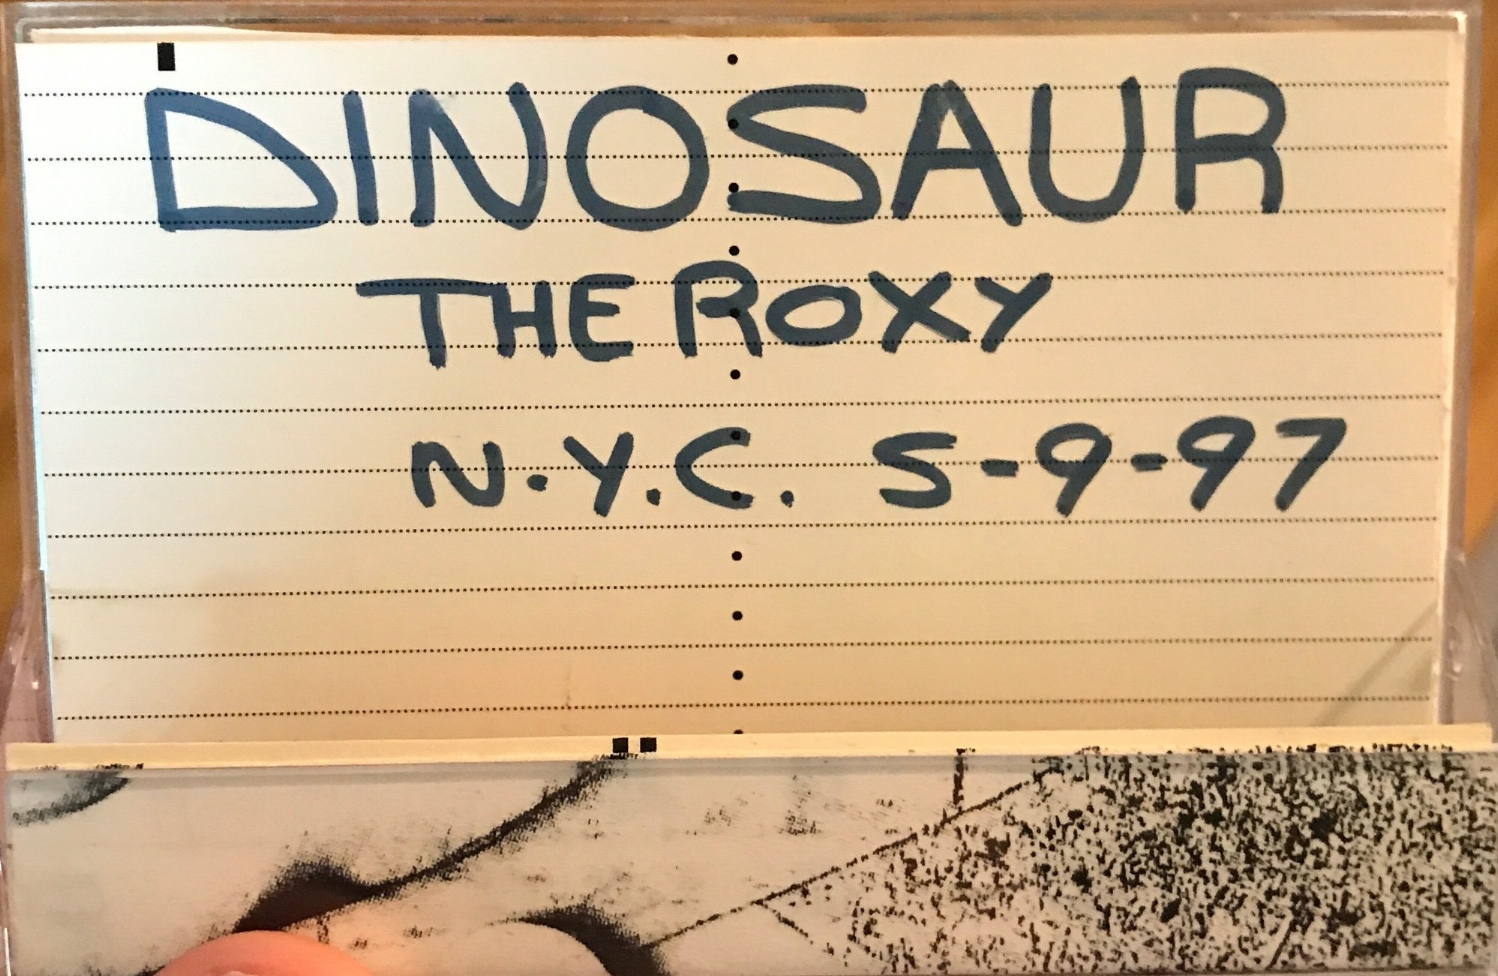 DINOSAUR
THE ROXY
N.Y.C. 5-9-97